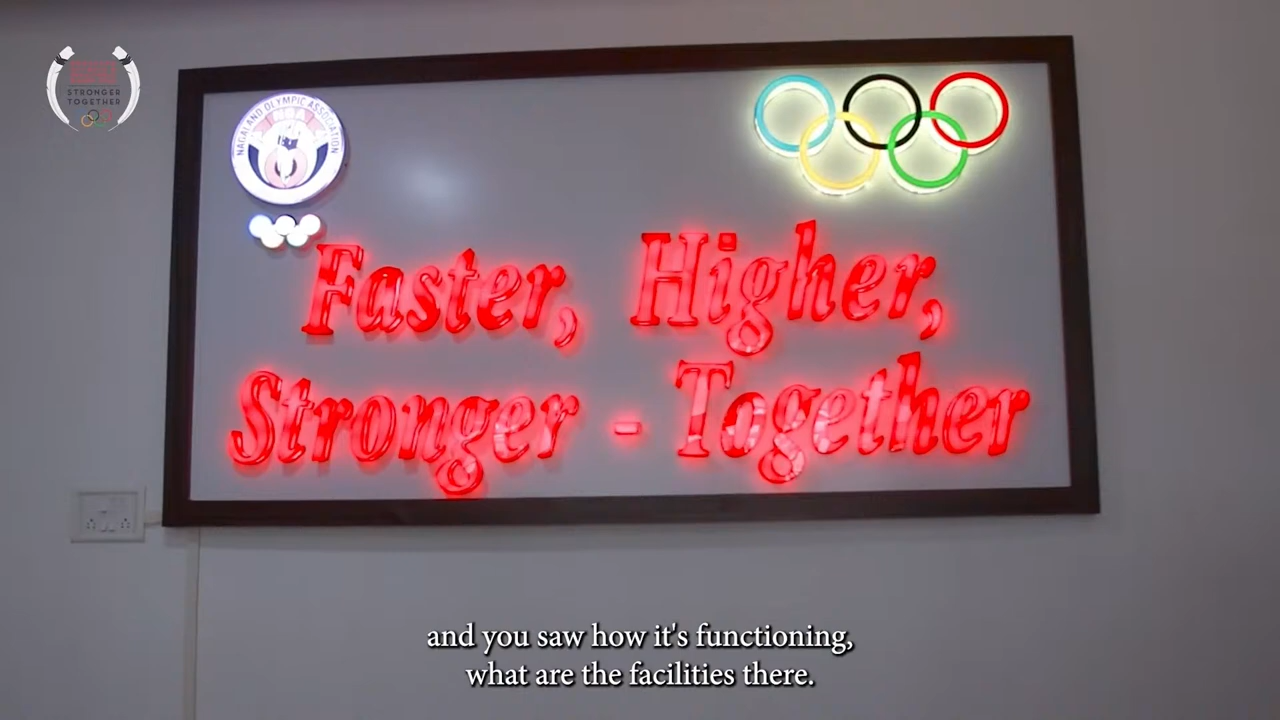 STRONGER
TOGETHER
NAGALAND OLYMPIC ASSOCIATION
NOA
Faster, Higher,
Stronger - Together
and you saw how it's functioning,
what are the facilities there.